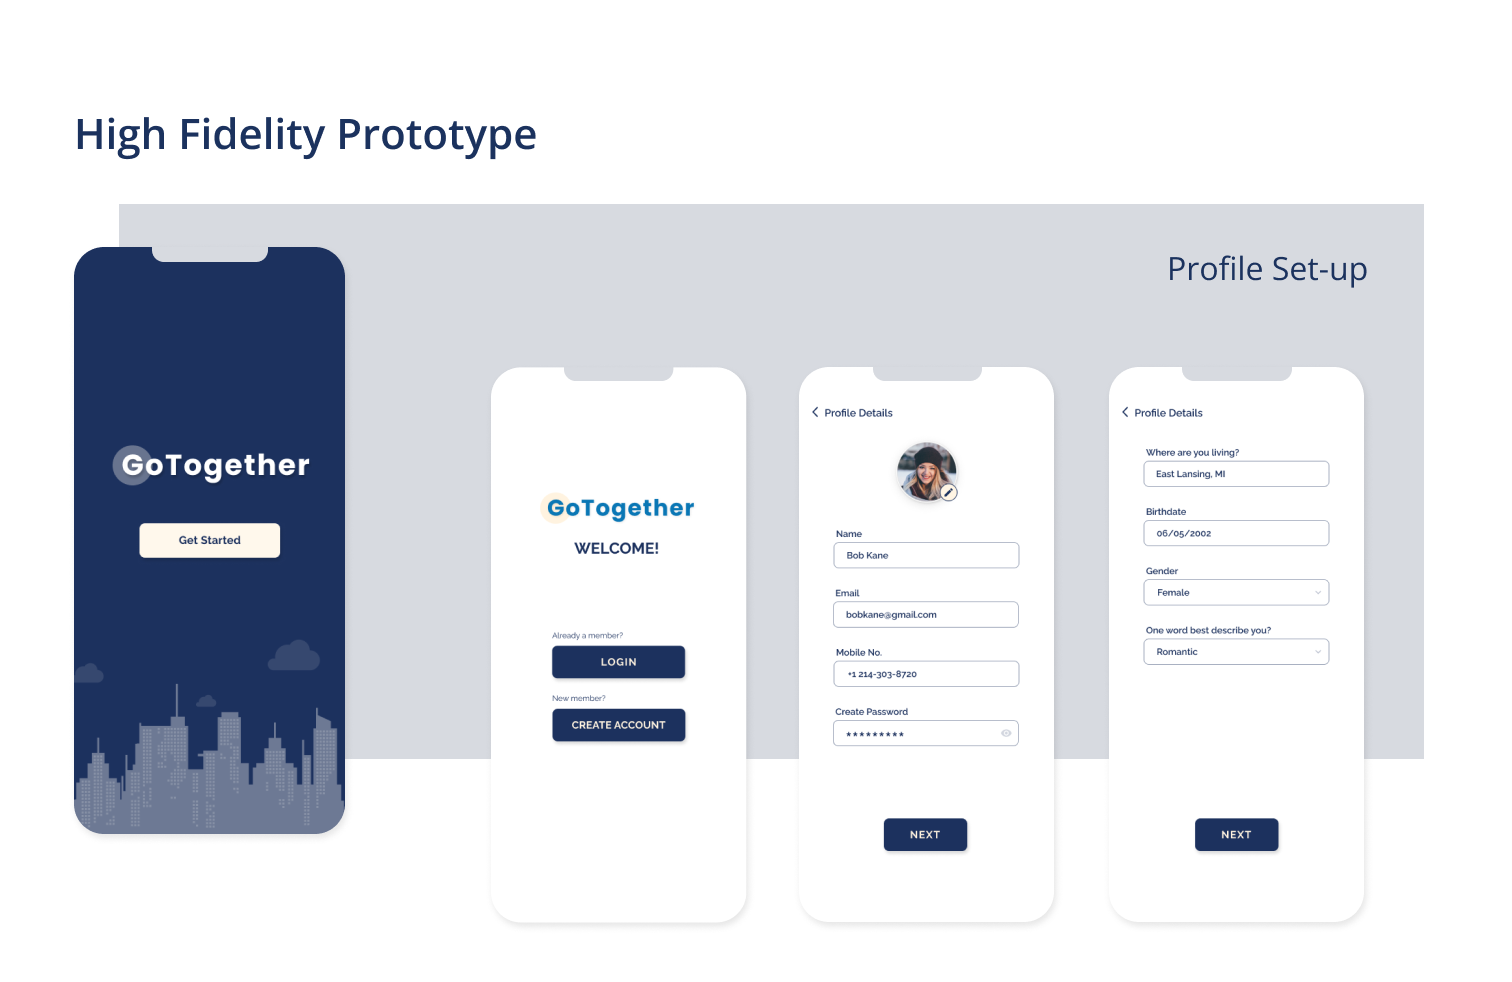 High Fidelity Prototype
Profile Set-up
GoTogether
Get Started
GoTogether
WELCOME!
Already a member?
LOGIN
New member?
CREATE ACCOUNT
Profile Details
Name
Bob Kane
Email
bobkane@gmail.com
Mobile No.
+1 214-303-8720
Create Password
*********
NEXT
Profile Details
Where are you living?
East Lansing, MI
Birthdate
06/05/2002
Gender
Female
One word best describe you?
Romantic
NEXT